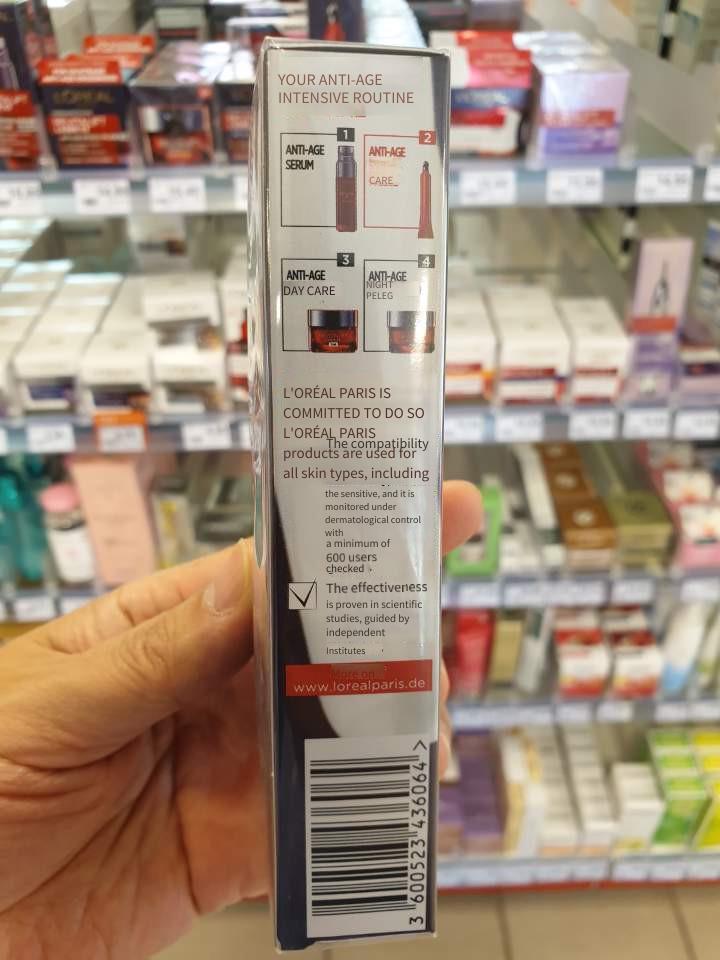 YOUR ANTI-AGE
INTENSIVE ROUTINE
1
ANTI-AGE
SERUM
2
ANTI-AGE
CARE
3
ANTI-AGE
DAY CARE
4
ANTI-AGE
NIGHT
PELEG
L'ORÉAL PARIS IS
COMMITTED TO DO SO
L'ORÉAL PARIS
The compatibility
products are used for
all skin types, including
the sensitive, and it is
monitored under
dermatological control
with
a minimum of
600 users
checked
The effectiveness
is proven in scientific
studies, guided by
independent
Institutes
More on
www.lorealparis.de
3 600523 436064 >
L'ORÉAL